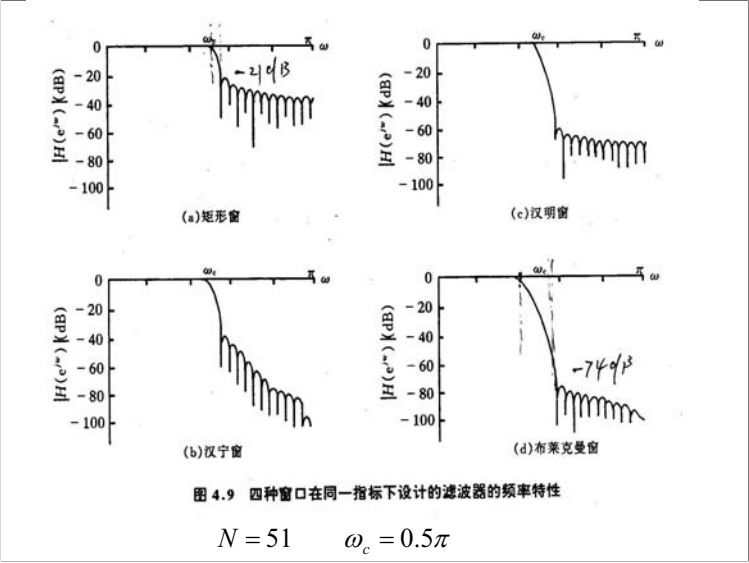 ω_c π ω
0
−20
−40
−60
−80
−100
|H(e^{jω})|(dB)
−21dB
(a)矩形窗
ω_c π ω
0
−20
−40
−60
−80
−100
|H(e^{jω})|(dB)
(c)汉明窗
ω_c π ω
0
−20
−40
−60
−80
−100
|H(e^{jω})|(dB)
(b)汉宁窗
ω_c π ω
0
−20
−40
−60
−80
−100
|H(e^{jω})|(dB)
−74dB
(d)布莱克曼窗
图 4.9 四种窗口在同一指标下设计的滤波器的频率特性
N = 51 ω_c = 0.5π